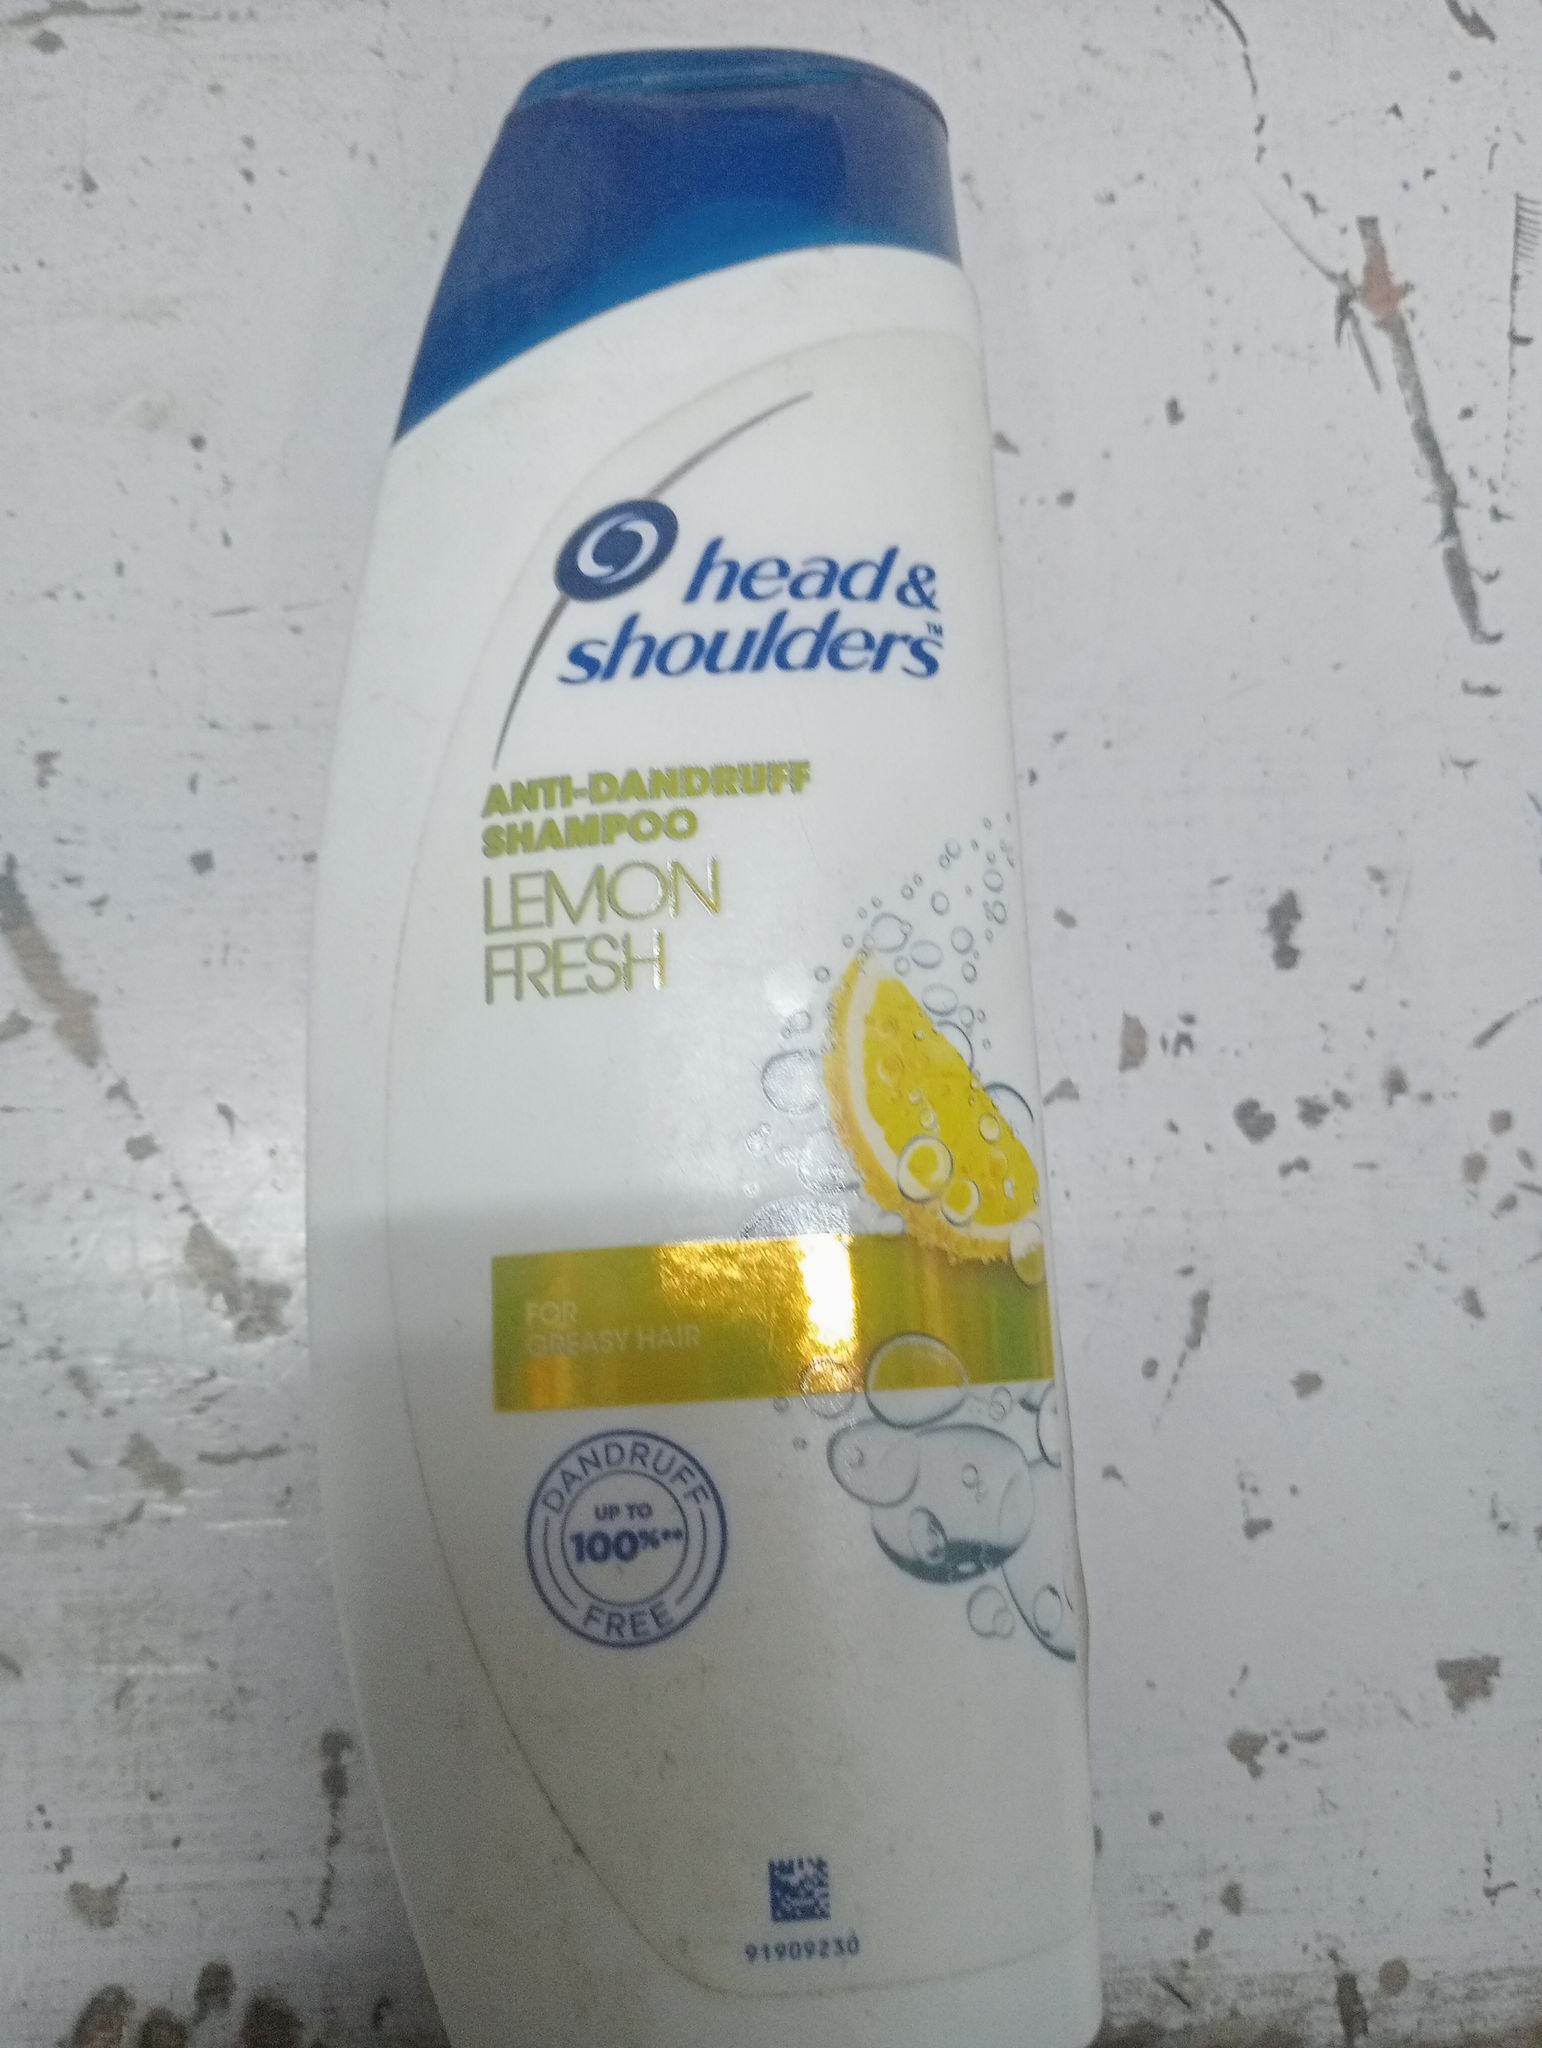 head &
shoulders™
ANTI-DANDRUFF
SHAMPOO
LEMON
FRESH
FOR
GREASY HAIR
DANDRUFF
UP TO
100%**
FREE
91909230